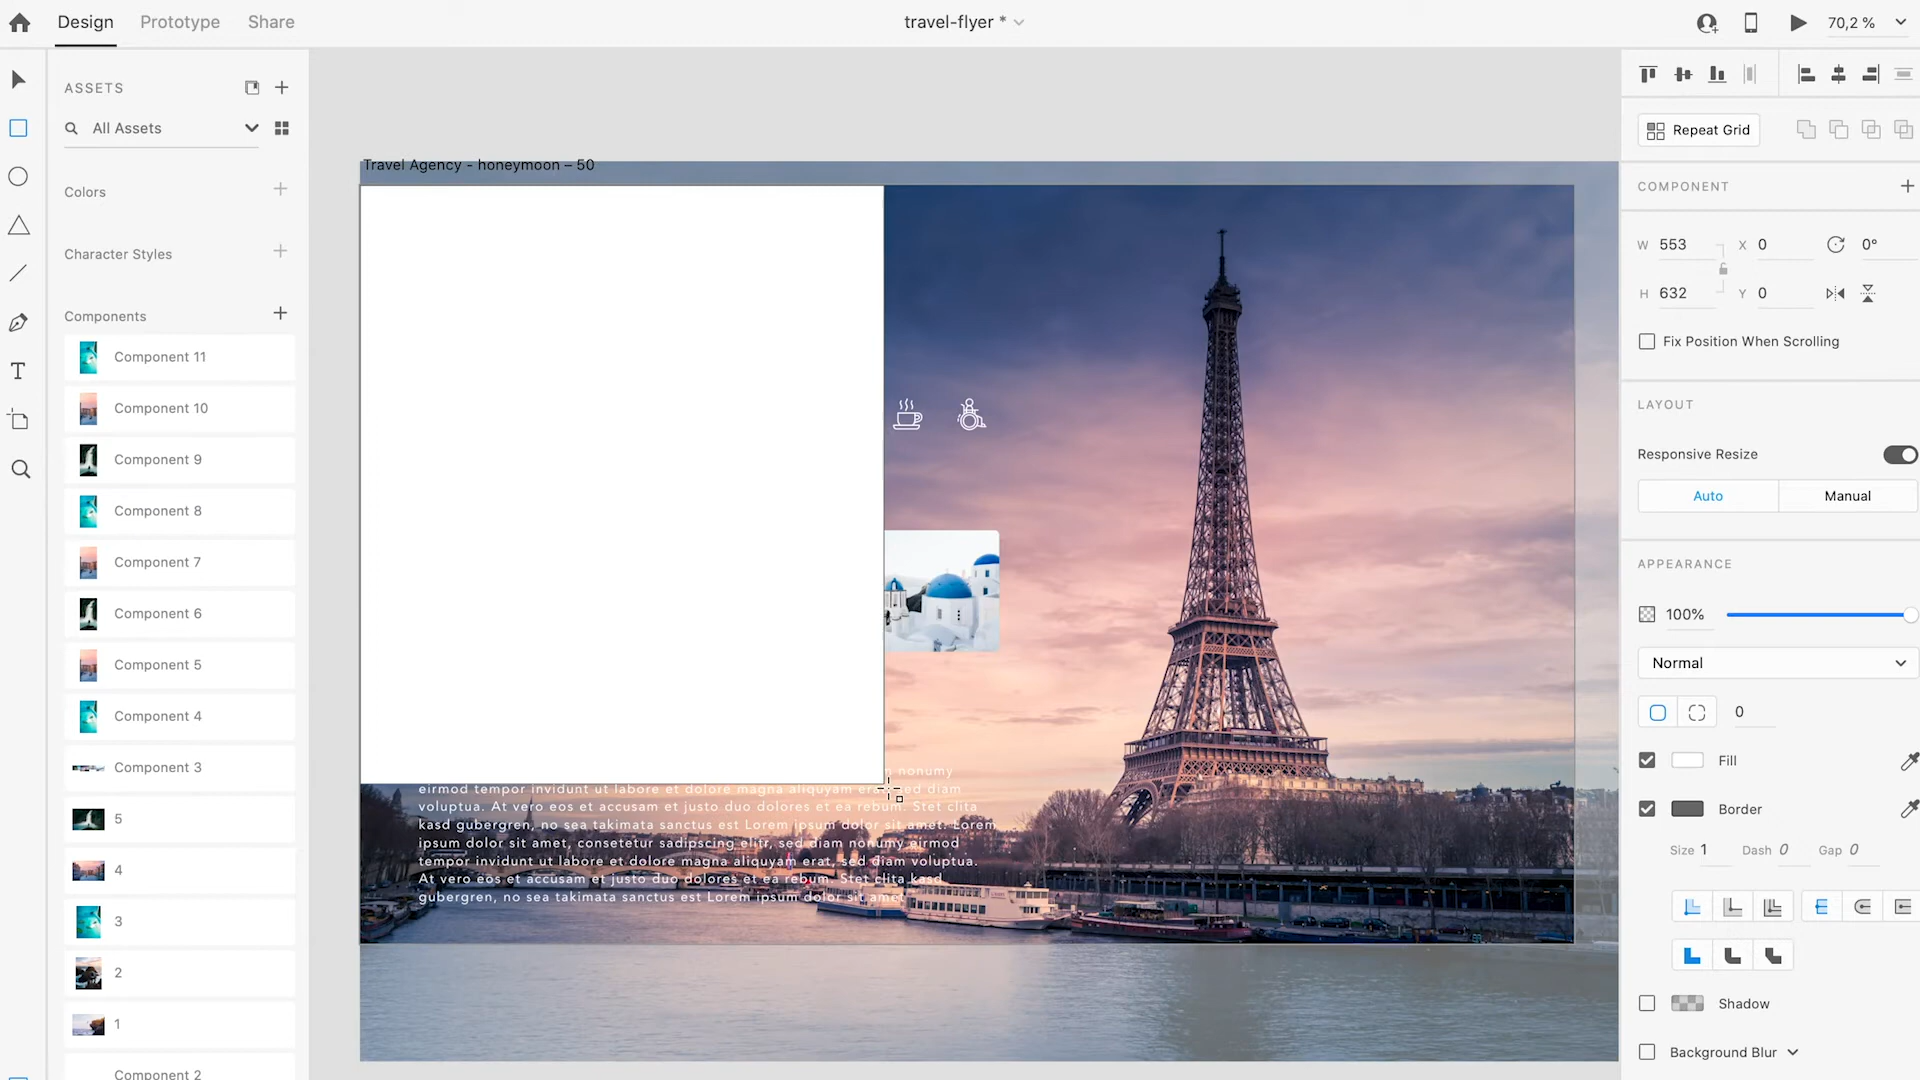 Design
Prototype
Share
travel-flyer *
70,2 %
ASSETS
All Assets
Colors
Character Styles
Components
Component 11
Component 10
Component 9
Component 8
Component 7
Component 6
Component 5
Component 4
Component 3
5
4
3
2
1
Component 2
Travel Agency - honeymoon – 50
nonumy
eirmod tempor invidunt ut labore et dolore magna aliquyam erat, sed diam
voluptua. At vero eos et accusam et justo duo dolores et ea rebum. Stet clita
kasd gubergren, no sea takimata sanctus est Lorem ipsum dolor sit amet. Lorem
ipsum dolor sit amet, consetetur sadipscing elitr, sed diam nonumy eirmod
tempor invidunt ut labore et dolore magna aliquyam erat, sed diam voluptua.
At vero eos et accusam et justo duo dolores et ea rebum. Stet clita kasd
gubergren, no sea takimata sanctus est Lorem ipsum dolor sit amet
Repeat Grid
COMPONENT
W 553 X 0 0°
H 632 Y 0
Fix Position When Scrolling
LAYOUT
Responsive Resize
Auto
Manual
APPEARANCE
100%
Normal
0
Fill
Border
Size 1 Dash 0 Gap 0
Shadow
Background Blur